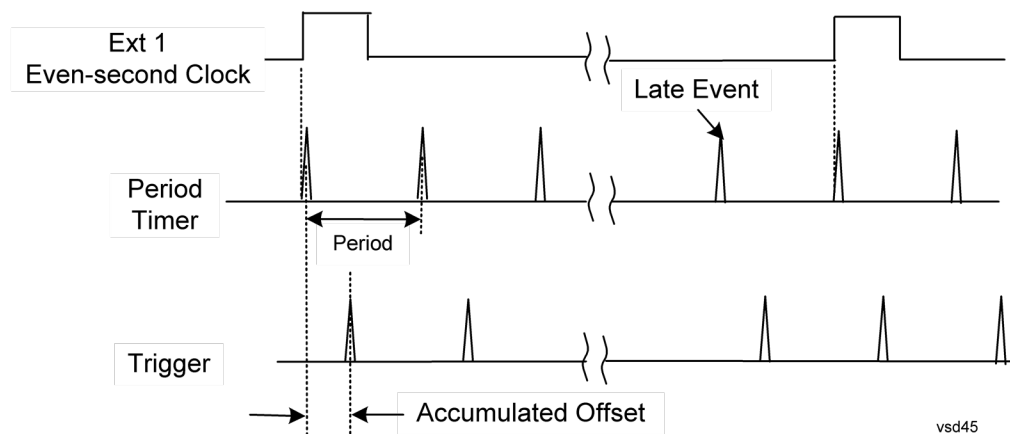 Ext 1
Even-second Clock
Late Event
Period
Timer
Period
Trigger
Accumulated Offset
vsd45